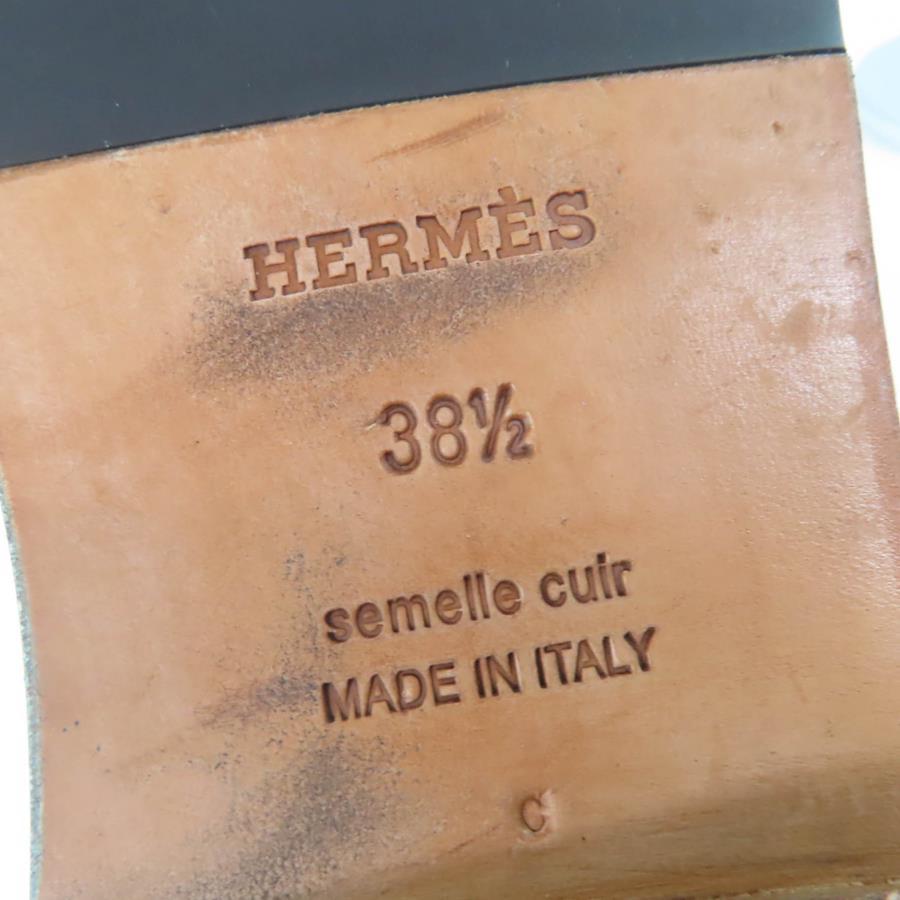 HERMÈS
38½
semelle cuir
MADE IN ITALY
C